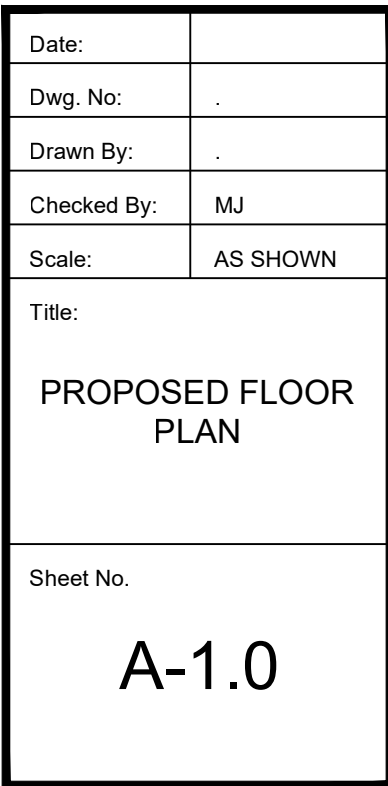 Date:
Dwg. No: .
Drawn By: .
Checked By: MJ
Scale: AS SHOWN
Title:
PROPOSED FLOOR
PLAN
Sheet No.
A-1.0